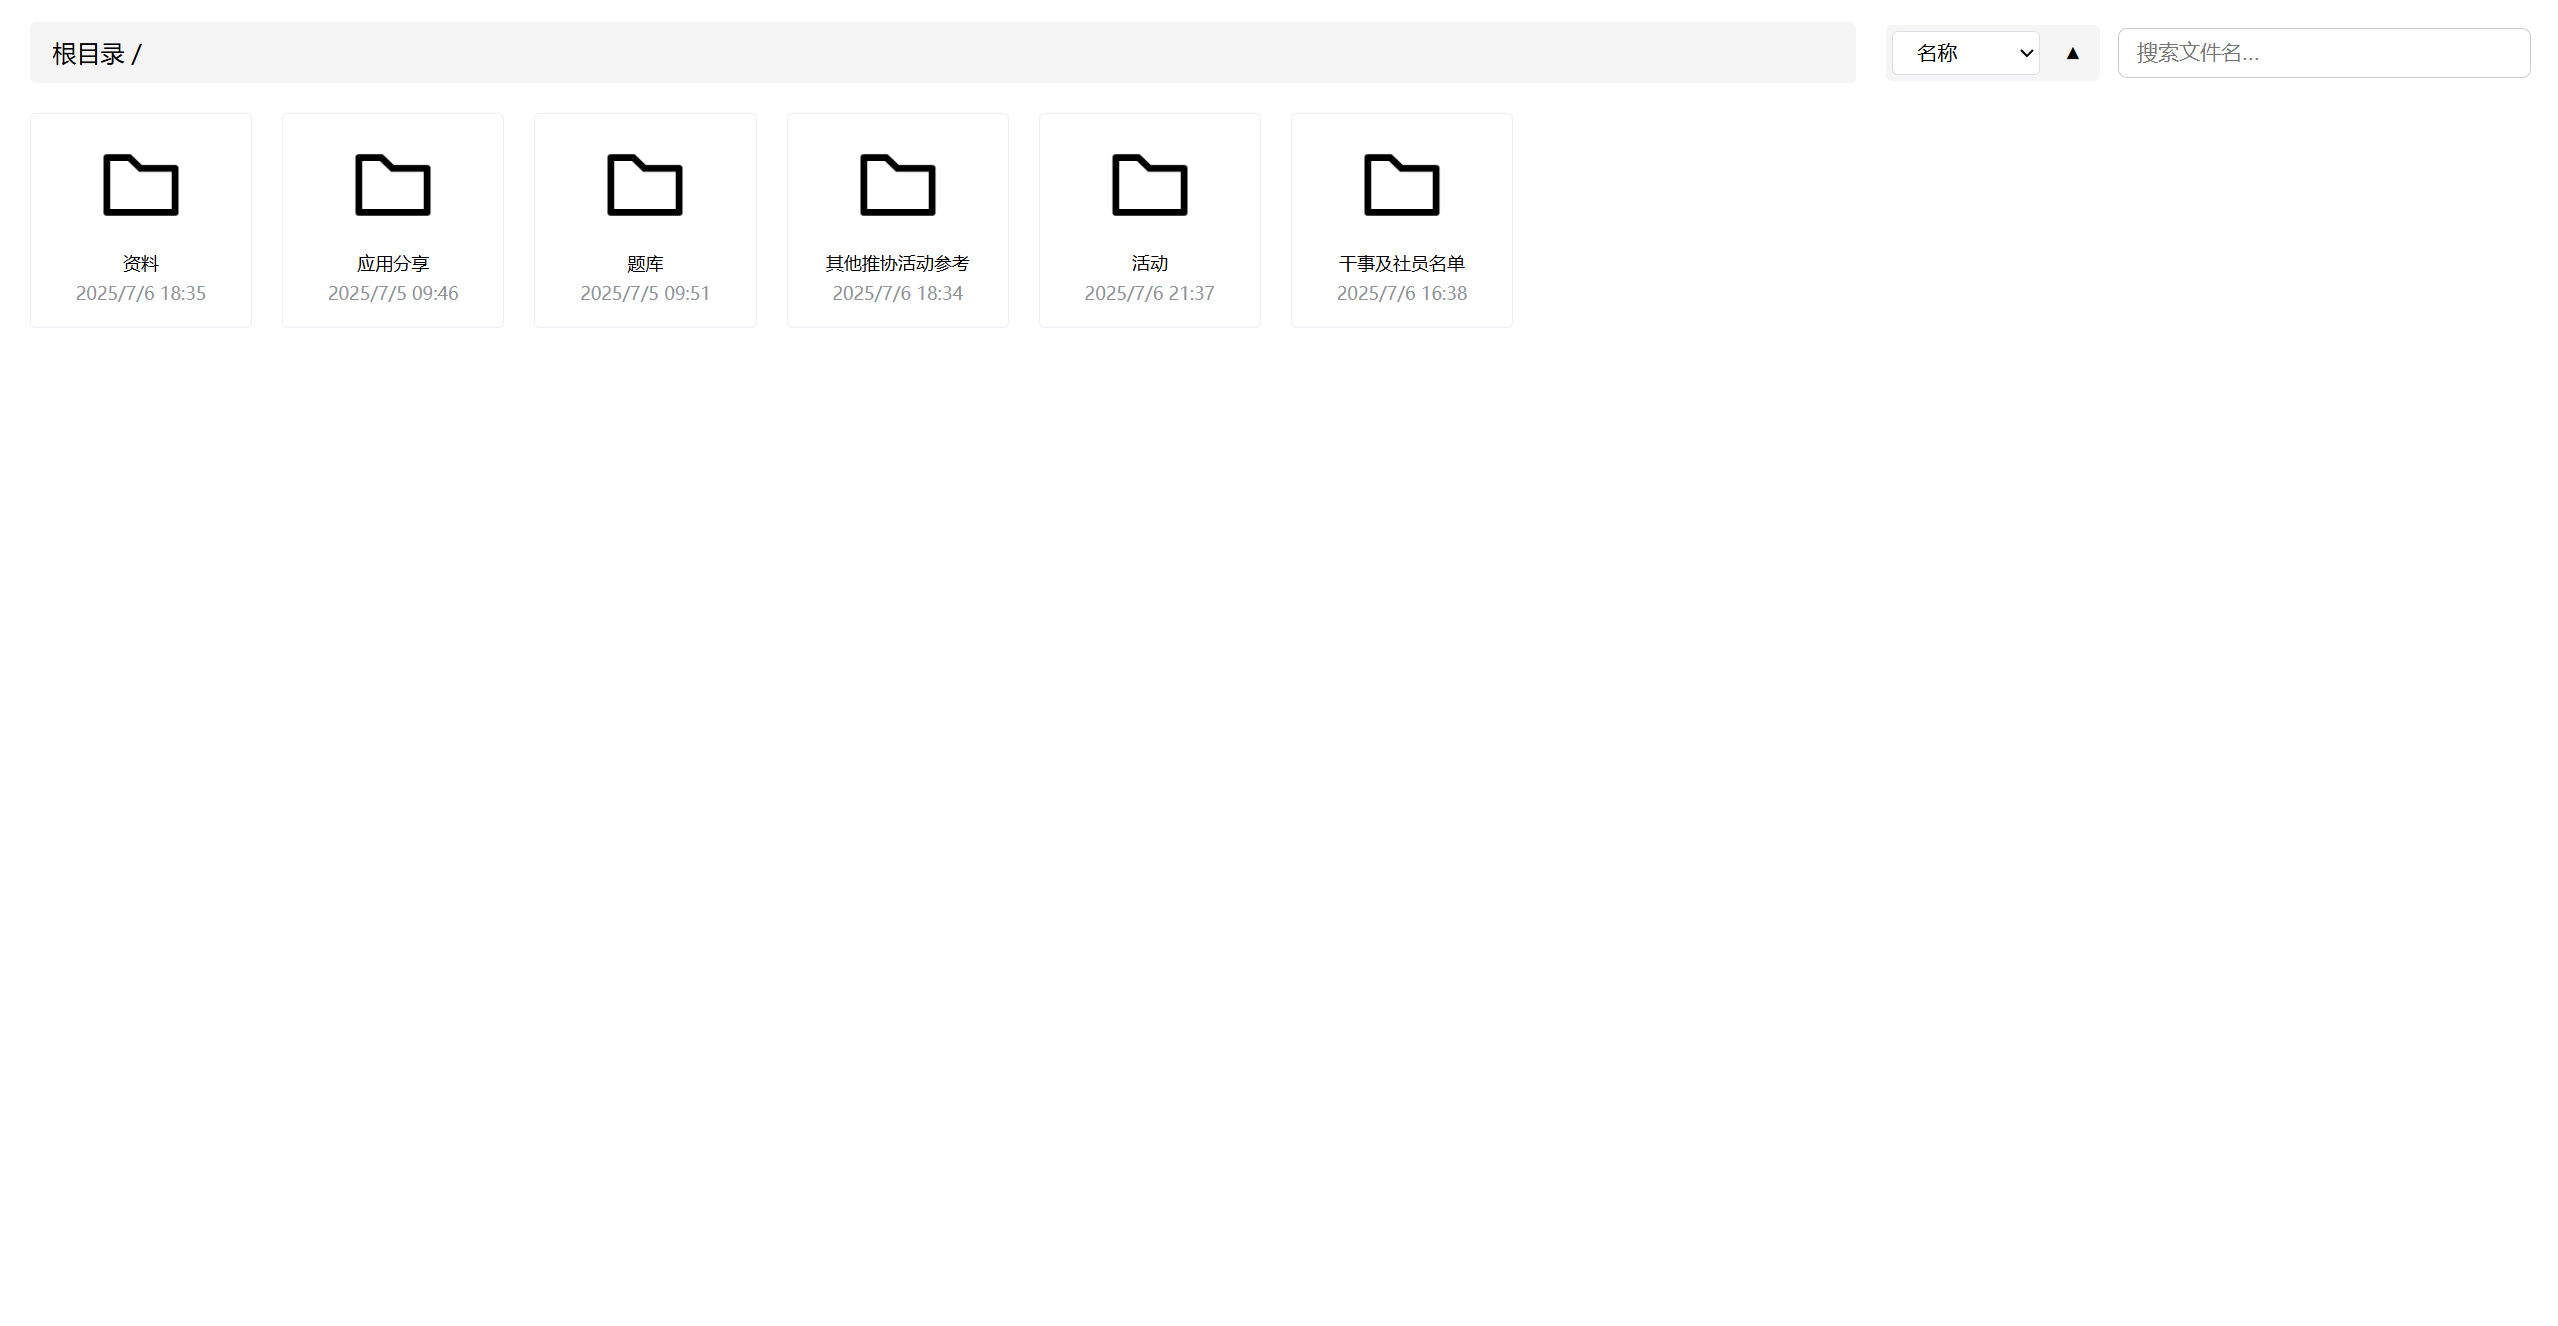 根目录 /
名称
▲
搜索文件名...
资料
2025/7/6 18:35
应用分享
2025/7/5 09:46
题库
2025/7/5 09:51
其他推协活动参考
2025/7/6 18:34
活动
2025/7/6 21:37
干事及社员名单
2025/7/6 16:38